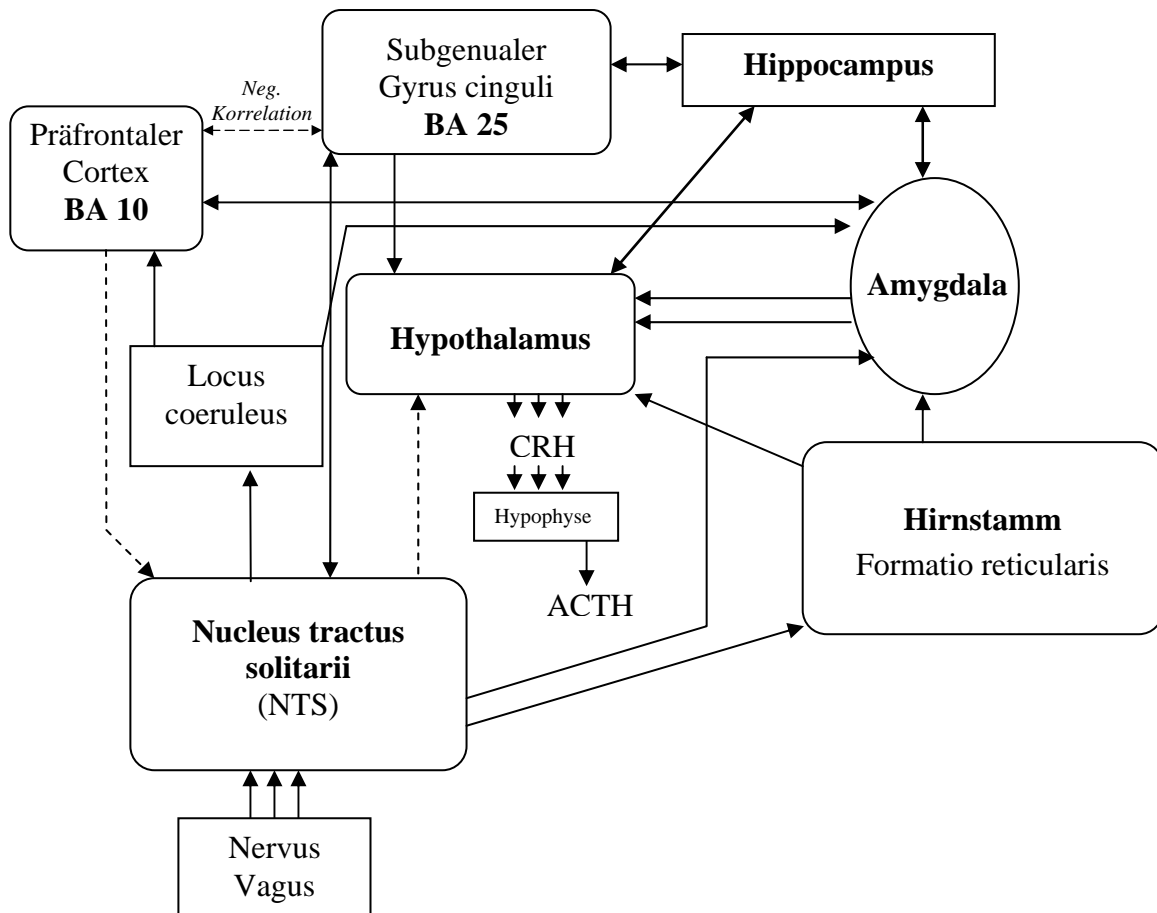 Subgenualer
Gyrus cinguli
BA 25
Hippocampus
Neg.
Korrelation
Präfrontaler
Cortex
BA 10
Amygdala
Hypothalamus
Locus
coeruleus
CRH
Hypophyse
ACTH
Hirnstamm
Formatio reticularis
Nucleus tractus
solitarii
(NTS)
Nervus
Vagus